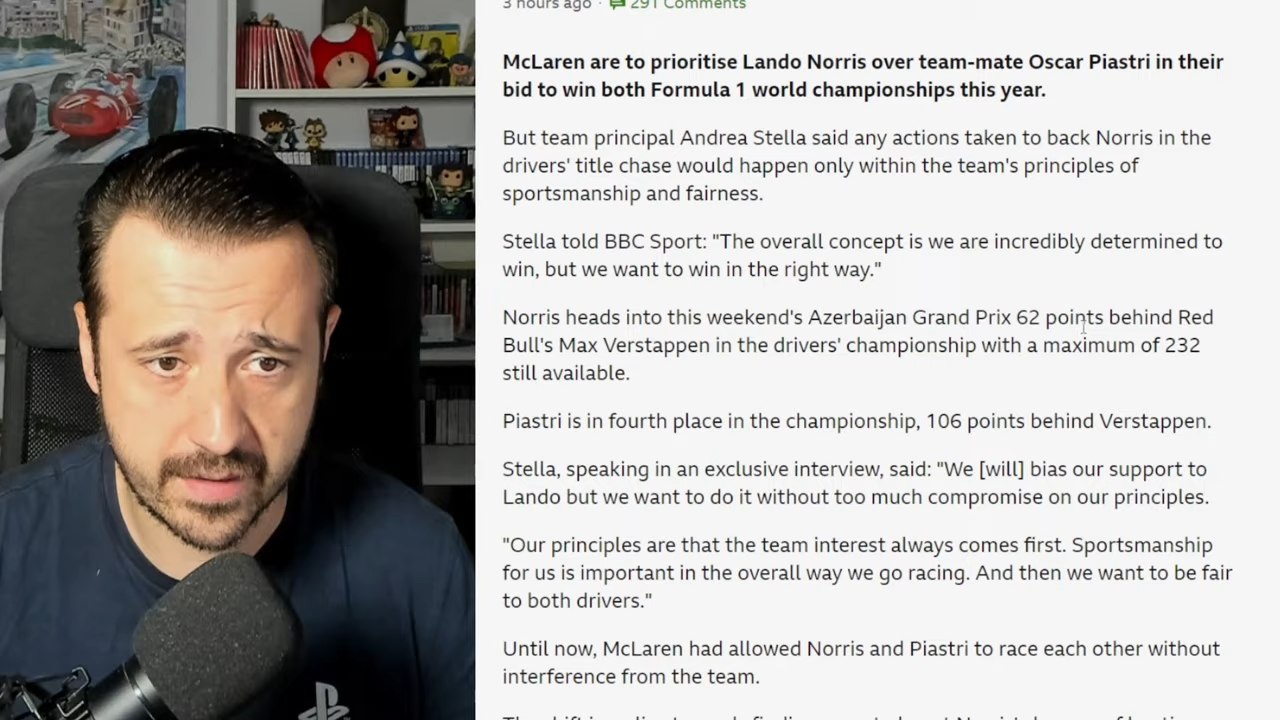 3 hours ago · 291 Comments
McLaren are to prioritise Lando Norris over team-mate Oscar Piastri in their
bid to win both Formula 1 world championships this year.
But team principal Andrea Stella said any actions taken to back Norris in the
drivers' title chase would happen only within the team's principles of
sportsmanship and fairness.
Stella told BBC Sport: "The overall concept is we are incredibly determined to
win, but we want to win in the right way."
Norris heads into this weekend's Azerbaijan Grand Prix 62 points behind Red
Bull's Max Verstappen in the drivers' championship with a maximum of 232
still available.
Piastri is in fourth place in the championship, 106 points behind Verstappen.
Stella, speaking in an exclusive interview, said: "We [will] bias our support to
Lando but we want to do it without too much compromise on our principles.
"Our principles are that the team interest always comes first. Sportsmanship
for us is important in the overall way we go racing. And then we want to be fair
to both drivers."
Until now, McLaren had allowed Norris and Piastri to race each other without
interference from the team.